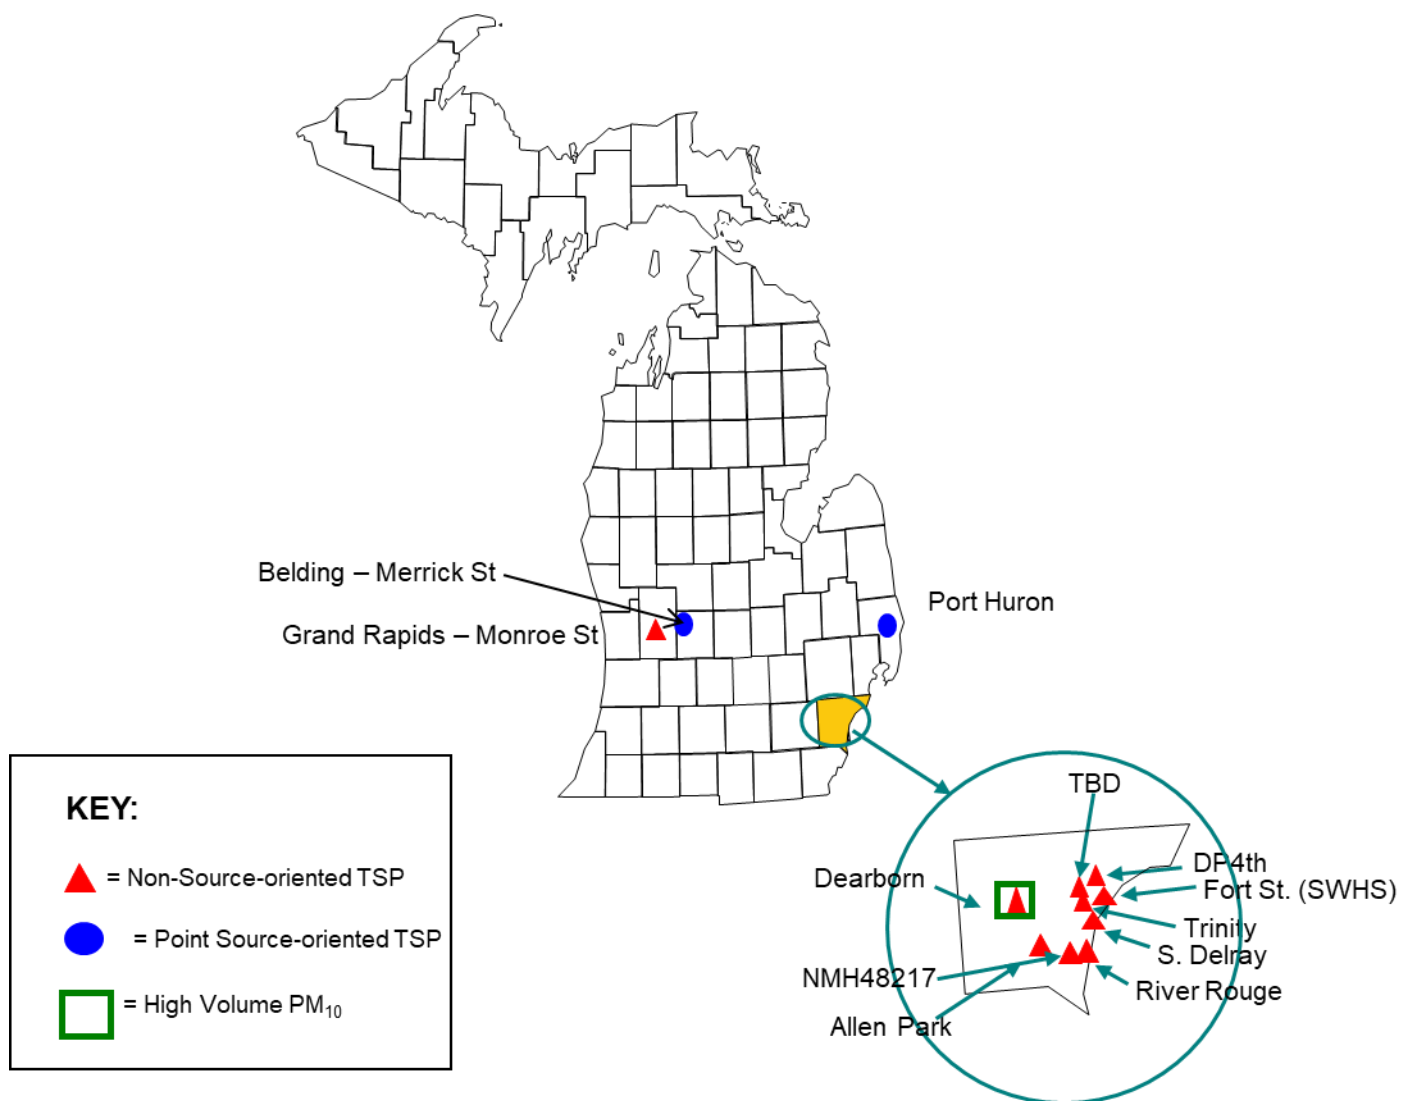 Belding – Merrick St
Port Huron
Grand Rapids – Monroe St
KEY:
= Non-Source-oriented TSP
= Point Source-oriented TSP
= High Volume PM₁₀
TBD
Dearborn
DP4th
Fort St. (SWHS)
Trinity
S. Delray
NMH48217
River Rouge
Allen Park